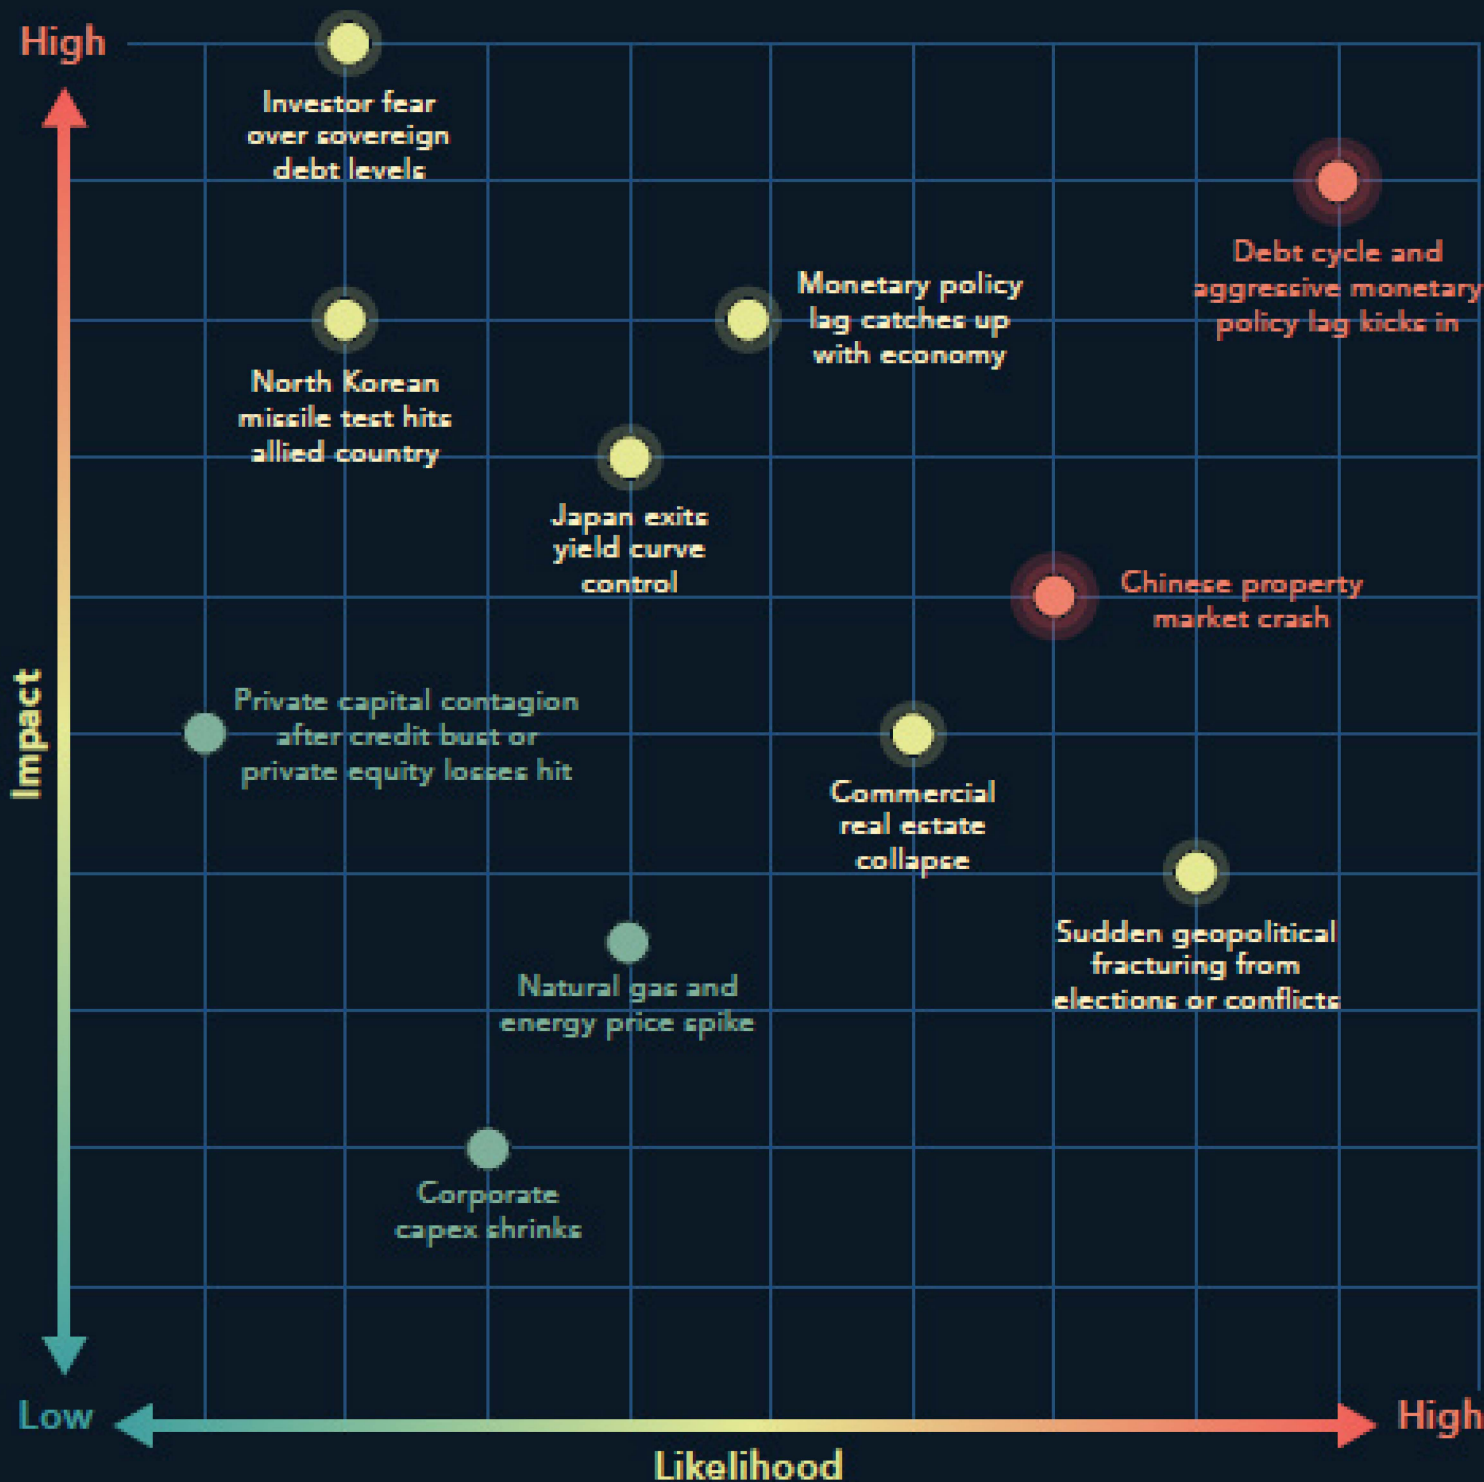 High
Investor fear
over sovereign
debt levels
Debt cycle and
aggressive monetary
policy lag kicks in
Monetary policy
lag catches up
with economy
North Korean
missile test hits
allied country
Japan exits
yield curve
control
Chinese property
market crash
Impact
Private capital contagion
after credit bust or
private equity losses hit
Commercial
real estate
collapse
Sudden geopolitical
fracturing from
elections or conflicts
Natural gas and
energy price spike
Corporate
capex shrinks
Low
High
Likelihood